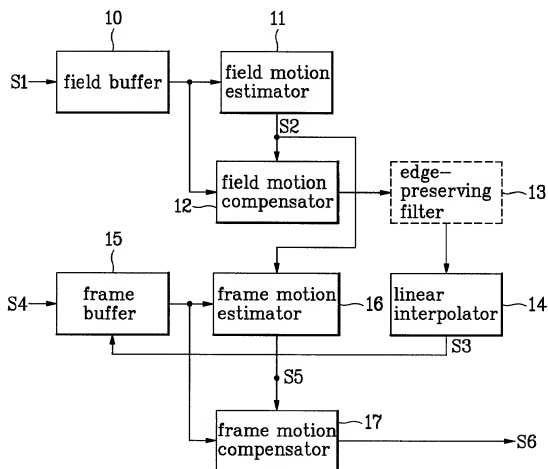 10
11
S1
field buffer
field motion
estimator
S2
12
field motion
compensator
edge-
preserving
filter
13
15
S4
frame
buffer
frame motion
estimator
16
linear
interpolator
14
S3
S5
17
frame motion
compensator
S6